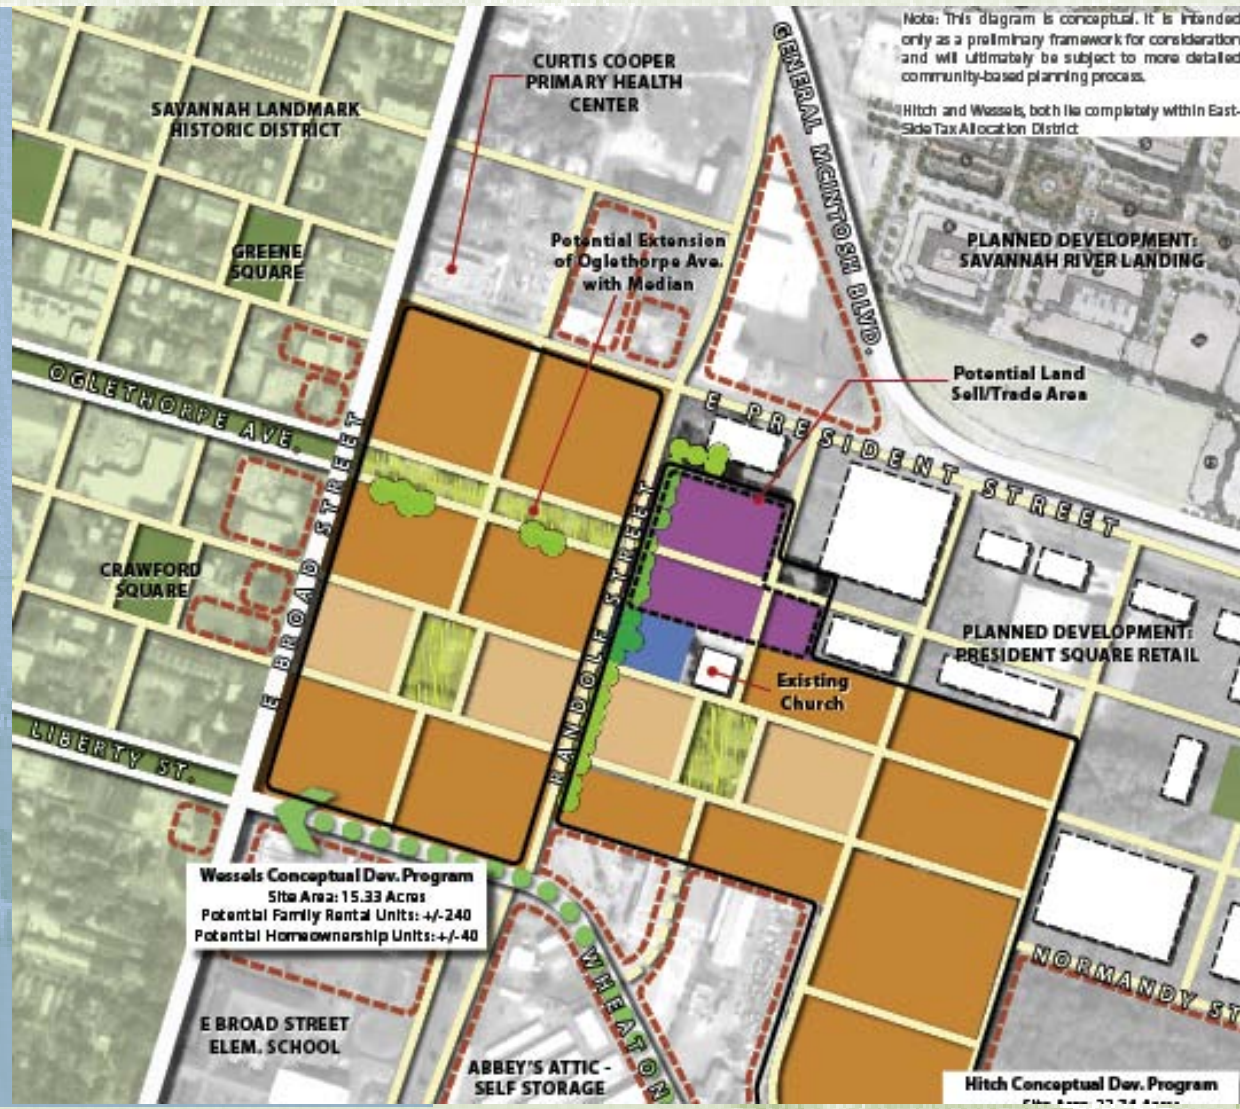 Note: This diagram is conceptual. It is intended
only as a preliminary framework for consideration
and will ultimately be subject to more detailed
community-based planning process.
Hitch and Wessels, both lie completely within East-
Side Tax Allocation District
CURTIS COOPER
PRIMARY HEALTH
CENTER
SAVANNAH LANDMARK
HISTORIC DISTRICT
GENERAL MCINTOSH BLVD.
GREENE
SQUARE
Potential Extension
of Oglethorpe Ave.
with Median
PLANNED DEVELOPMENT:
SAVANNAH RIVER LANDING
Potential Land
Sell/Trade Area
OGLETHORPE AVE.
E PRESIDENT STREET
E BROAD STREET
RANDOLF STREET
CRAWFORD
SQUARE
PLANNED DEVELOPMENT:
PRESIDENT SQUARE RETAIL
Existing
Church
LIBERTY ST.
Wessels Conceptual Dev. Program
Site Area: 15.33 Acres
Potential Family Rental Units: +/-240
Potential Homeownership Units: +/-40
WHEATON
NORMANDY ST
E BROAD STREET
ELEM. SCHOOL
ABBEY'S ATTIC -
SELF STORAGE
Hitch Conceptual Dev. Program
Site Area: